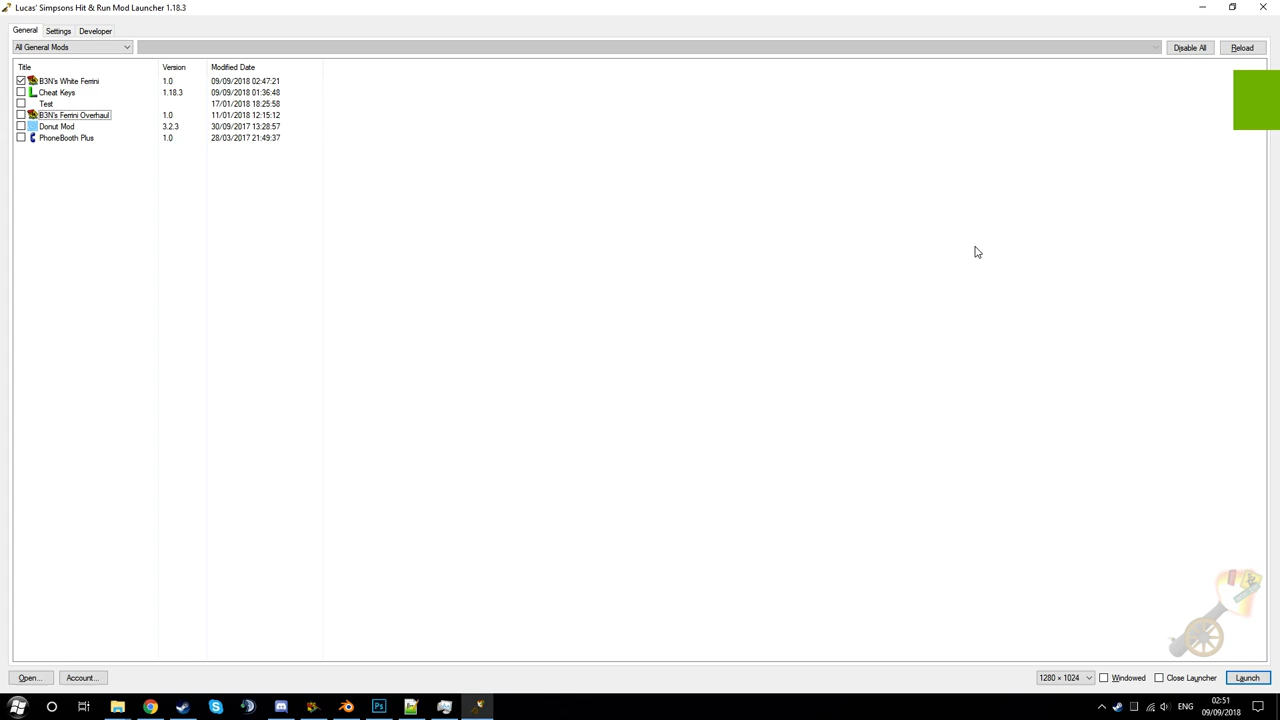 Lucas' Simpsons Hit & Run Mod Launcher 1.18.3
General Settings Developer
All General Mods Disable All Reload
Title Version Modified Date
B3N's White Ferrini 1.0 09/09/2018 02:47:21
Cheat Keys 1.18.3 09/09/2018 01:36:48
Test 17/01/2018 18:25:58
B3N's Ferrini Overhaul 1.0 11/01/2018 12:15:12
Donut Mod 3.2.3 30/09/2017 13:28:57
PhoneBooth Plus 1.0 28/03/2017 21:49:37
Open... Account... 1280 × 1024 Windowed Close Launcher Launch
02:51
ENG
09/09/2018